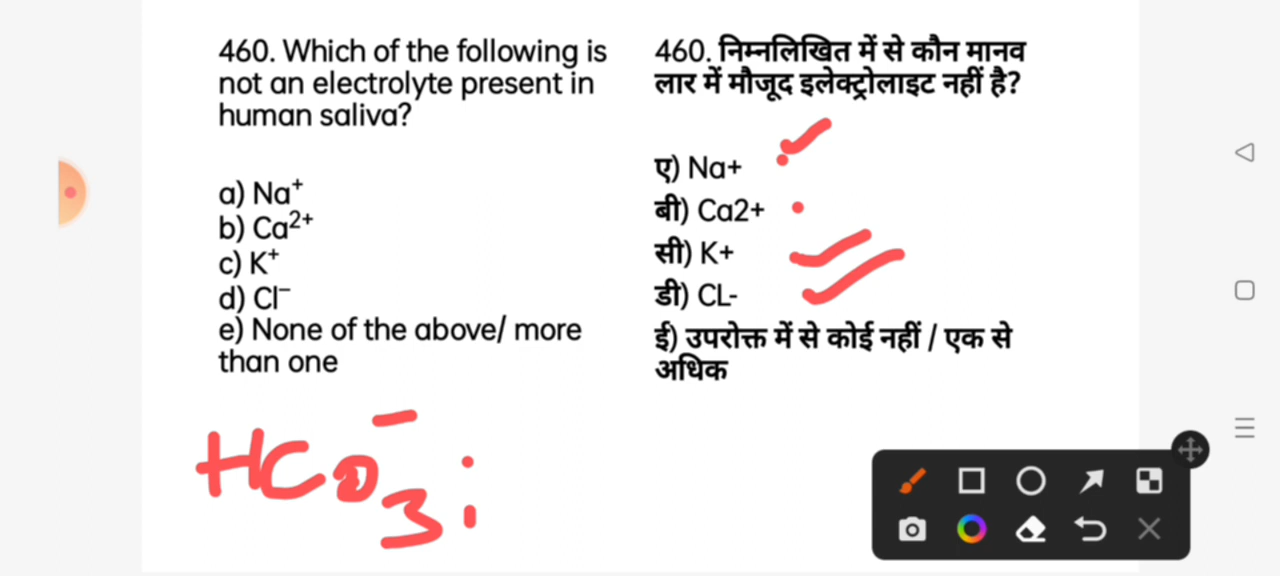 460. Which of the following is
not an electrolyte present in
human saliva?
a) Na⁺
b) Ca²⁺
c) K⁺
d) Cl⁻
e) None of the above/ more
than one
460. निम्नलिखित में से कौन मानव
लार में मौजूद इलेक्ट्रोलाइट नहीं है?
ए) Na+
बी) Ca2+
सी) K+
डी) CL-
ई) उपरोक्त में से कोई नहीं / एक से
अधिक
HCO₃⁻ :